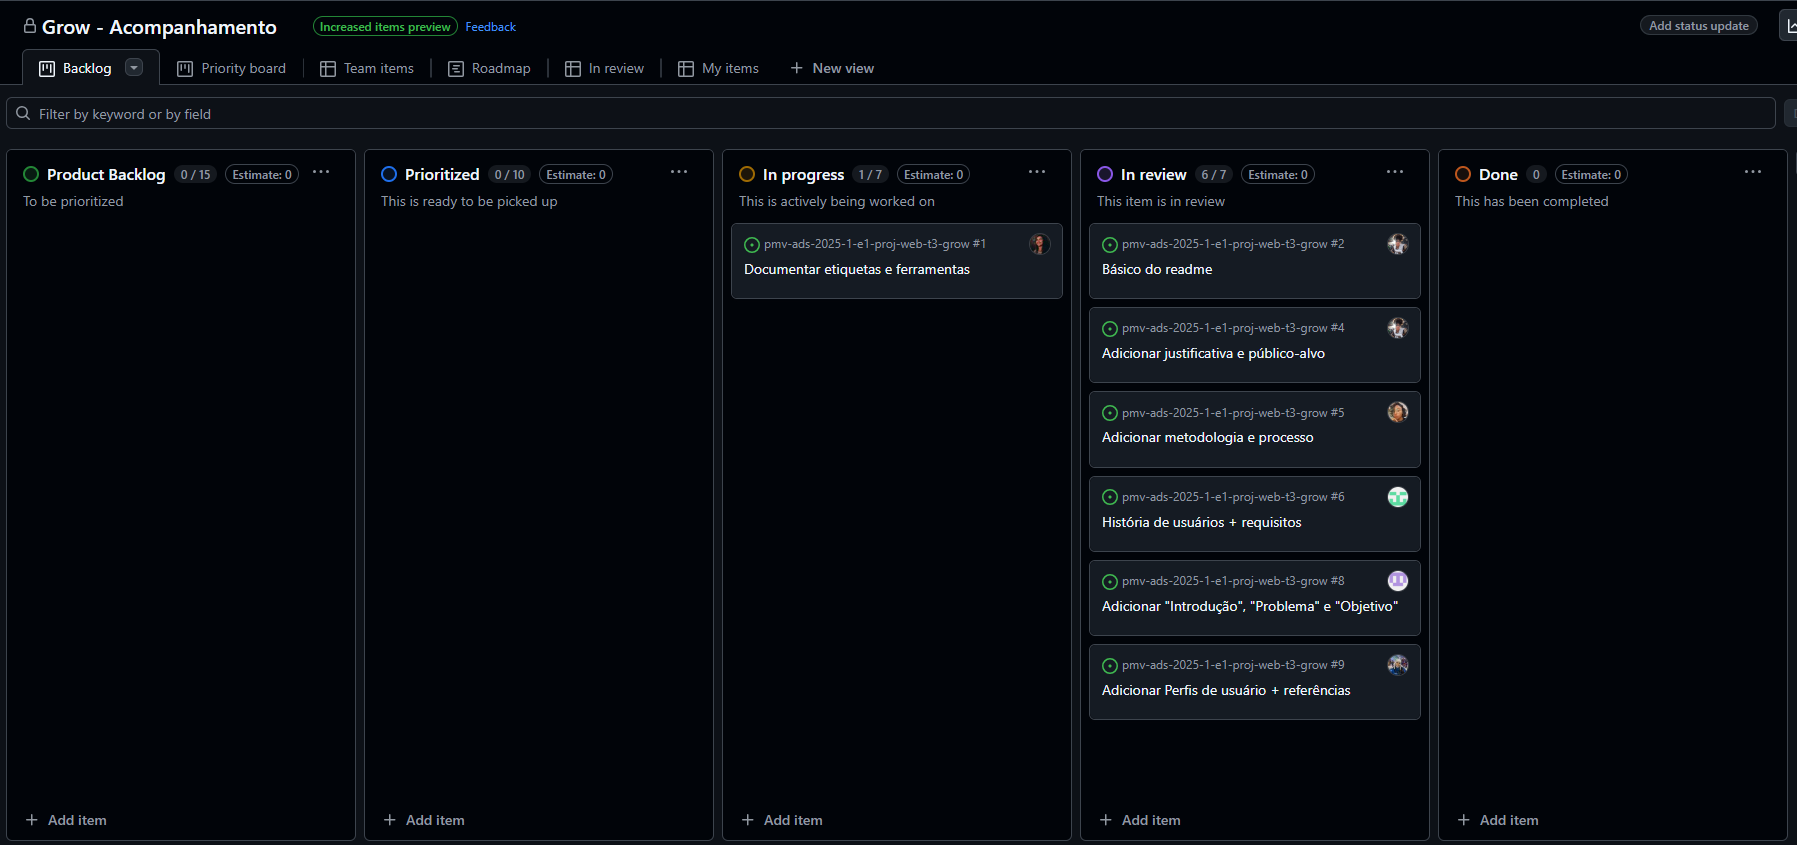 Grow - Acompanhamento
Increased items preview
Feedback
Add status update
Backlog
Priority board
Team items
Roadmap
In review
My items
New view
Filter by keyword or by field
Product Backlog 0 / 15 Estimate: 0
To be prioritized
Add item
Prioritized 0 / 10 Estimate: 0
This is ready to be picked up
Add item
In progress 1 / 7 Estimate: 0
This is actively being worked on
pmv-ads-2025-1-e1-proj-web-t3-grow #1
Documentar etiquetas e ferramentas
Add item
In review 6 / 7 Estimate: 0
This item is in review
pmv-ads-2025-1-e1-proj-web-t3-grow #2
Básico do readme
pmv-ads-2025-1-e1-proj-web-t3-grow #4
Adicionar justificativa e público-alvo
pmv-ads-2025-1-e1-proj-web-t3-grow #5
Adicionar metodologia e processo
pmv-ads-2025-1-e1-proj-web-t3-grow #6
História de usuários + requisitos
pmv-ads-2025-1-e1-proj-web-t3-grow #8
Adicionar "Introdução", "Problema" e "Objetivo"
pmv-ads-2025-1-e1-proj-web-t3-grow #9
Adicionar Perfis de usuário + referências
Add item
Done 0 Estimate: 0
This has been completed
Add item